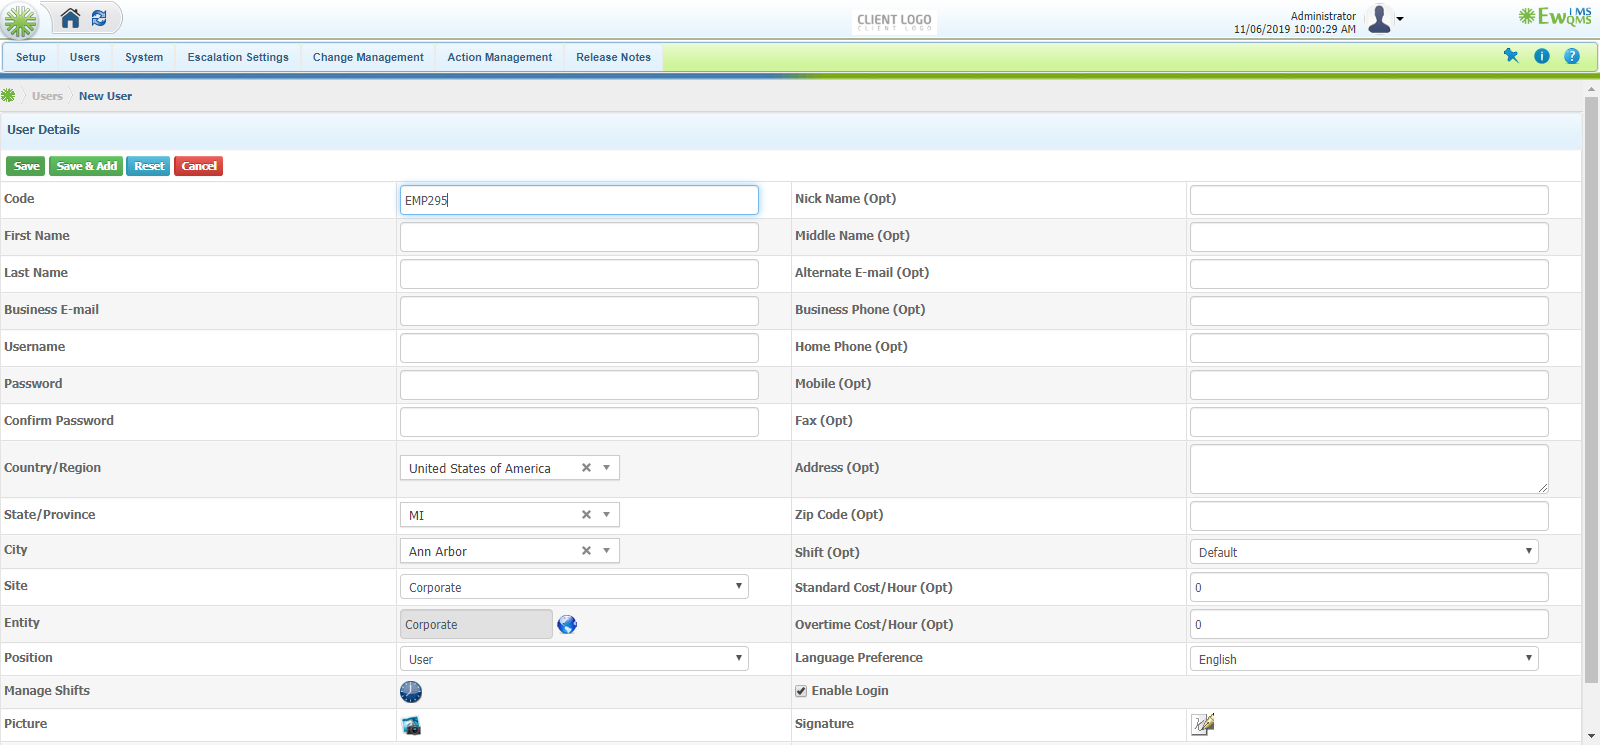 CLIENT LOGO
Administrator
11/06/2019 10:00:29 AM
EwQMS
LMS
Setup Users System Escalation Settings Change Management Action Management Release Notes
Users New User
User Details
Save Save & Add Reset Cancel
Code EMP295 Nick Name (Opt)
First Name Middle Name (Opt)
Last Name Alternate E-mail (Opt)
Business E-mail Business Phone (Opt)
Username Home Phone (Opt)
Password Mobile (Opt)
Confirm Password Fax (Opt)
Country/Region United States of America Address (Opt)
State/Province MI Zip Code (Opt)
City Ann Arbor Shift (Opt) Default
Site Corporate Standard Cost/Hour (Opt) 0
Entity Corporate Overtime Cost/Hour (Opt) 0
Position User Language Preference English
Manage Shifts Enable Login
Picture Signature